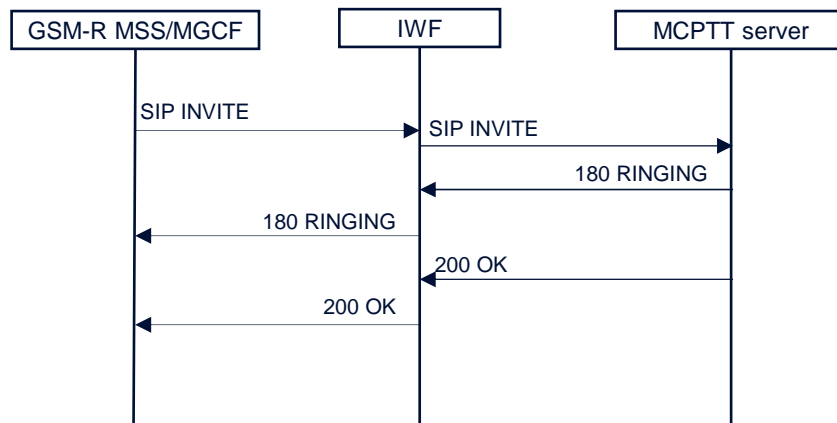 GSM-R MSS/MGCF
IWF
MCPTT server
SIP INVITE
SIP INVITE
180 RINGING
180 RINGING
200 OK
200 OK